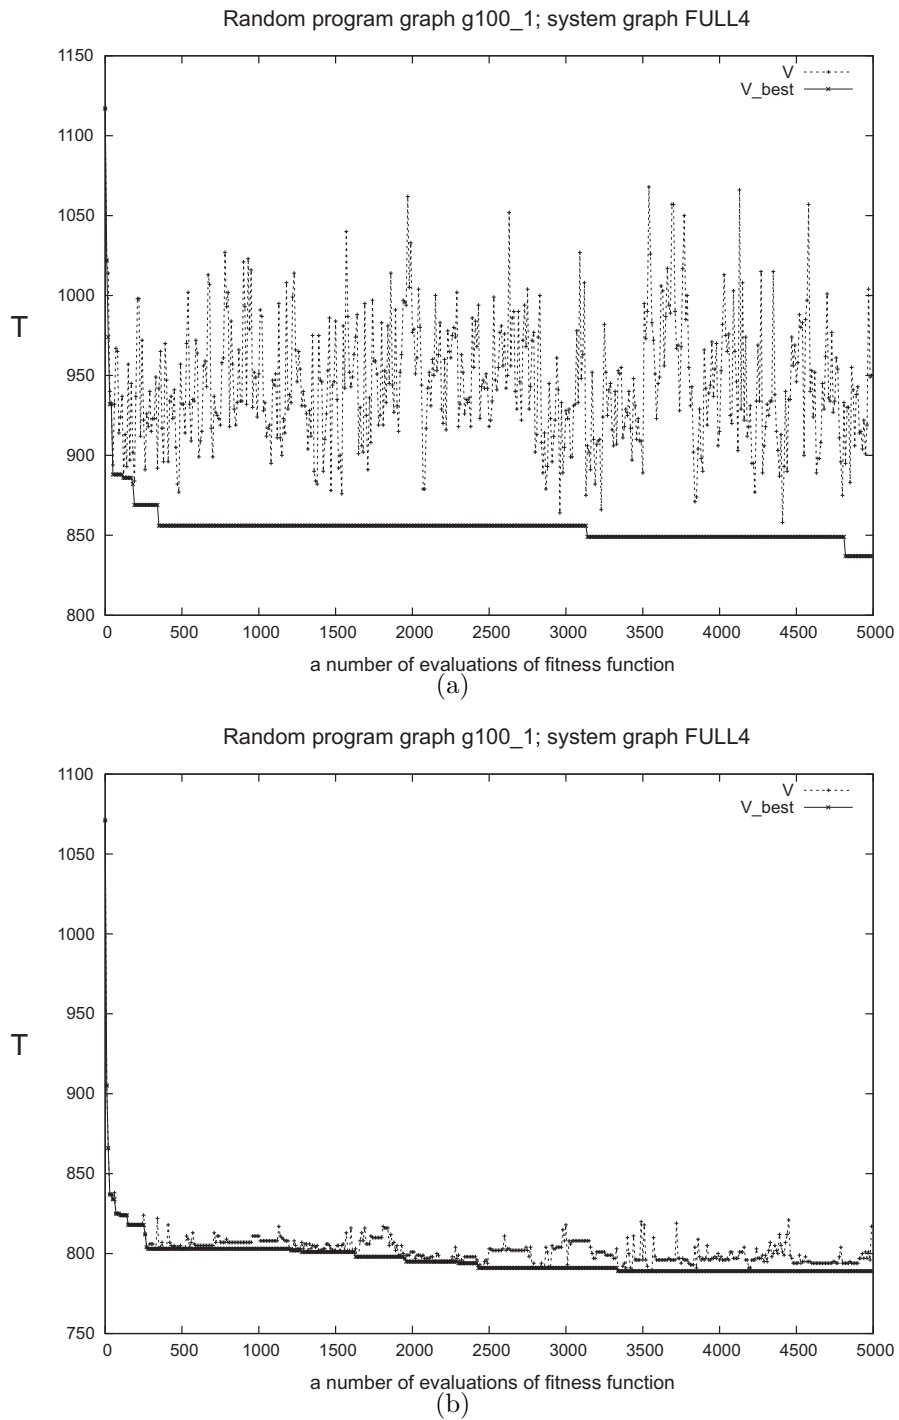 Random program graph g100_1; system graph FULL4
1150
V
V_best
1100
1050
1000
T
950
900
850
800
0 500 1000 1500 2000 2500 3000 3500 4000 4500 5000
a number of evaluations of fitness function
(a)
Random program graph g100_1; system graph FULL4
1100
V
V_best
1050
1000
950
T
900
850
800
750
0 500 1000 1500 2000 2500 3000 3500 4000 4500 5000
a number of evaluations of fitness function
(b)